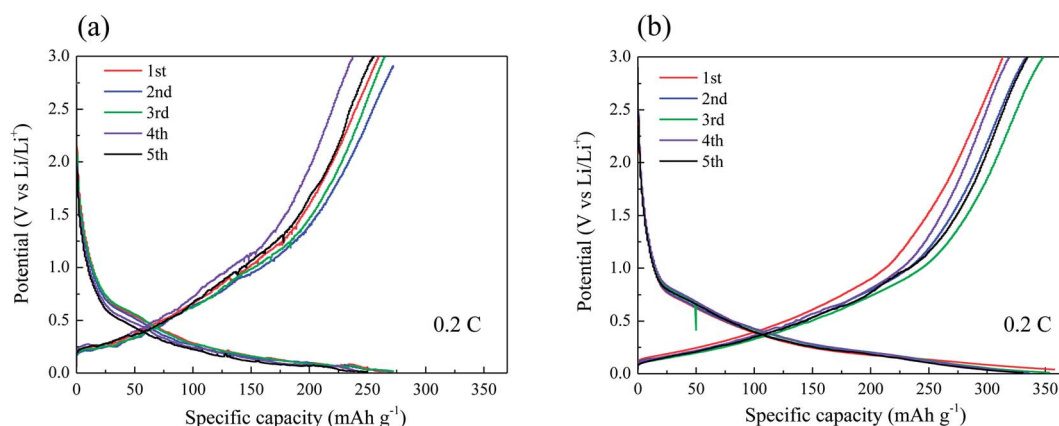 (a)
3.0
2.5
2.0
1.5
1.0
0.5
0.0
0 50 100 150 200 250 300 350
Potential (V vs Li/Li⁺)
Specific capacity (mAh g⁻¹)
1st
2nd
3rd
4th
5th
0.2 C
(b)
3.0
2.5
2.0
1.5
1.0
0.5
0.0
0 50 100 150 200 250 300 350
Potential (V vs Li/Li⁺)
Specific capacity (mAh g⁻¹)
1st
2nd
3rd
4th
5th
0.2 C